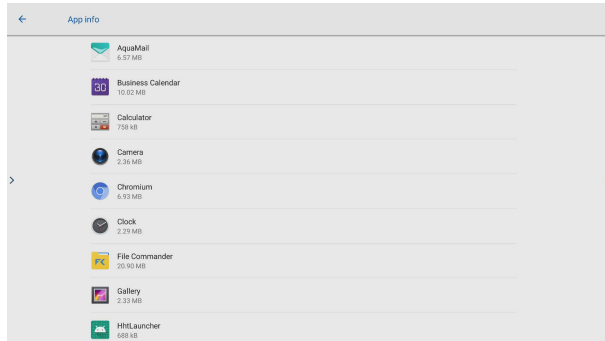 App info
AquaMail
6.57 MB
Business Calendar
10.02 MB
Calculator
758 kB
Camera
2.36 MB
Chromium
6.93 MB
Clock
2.29 MB
File Commander
20.90 MB
Gallery
2.33 MB
HhtLauncher
688 kB